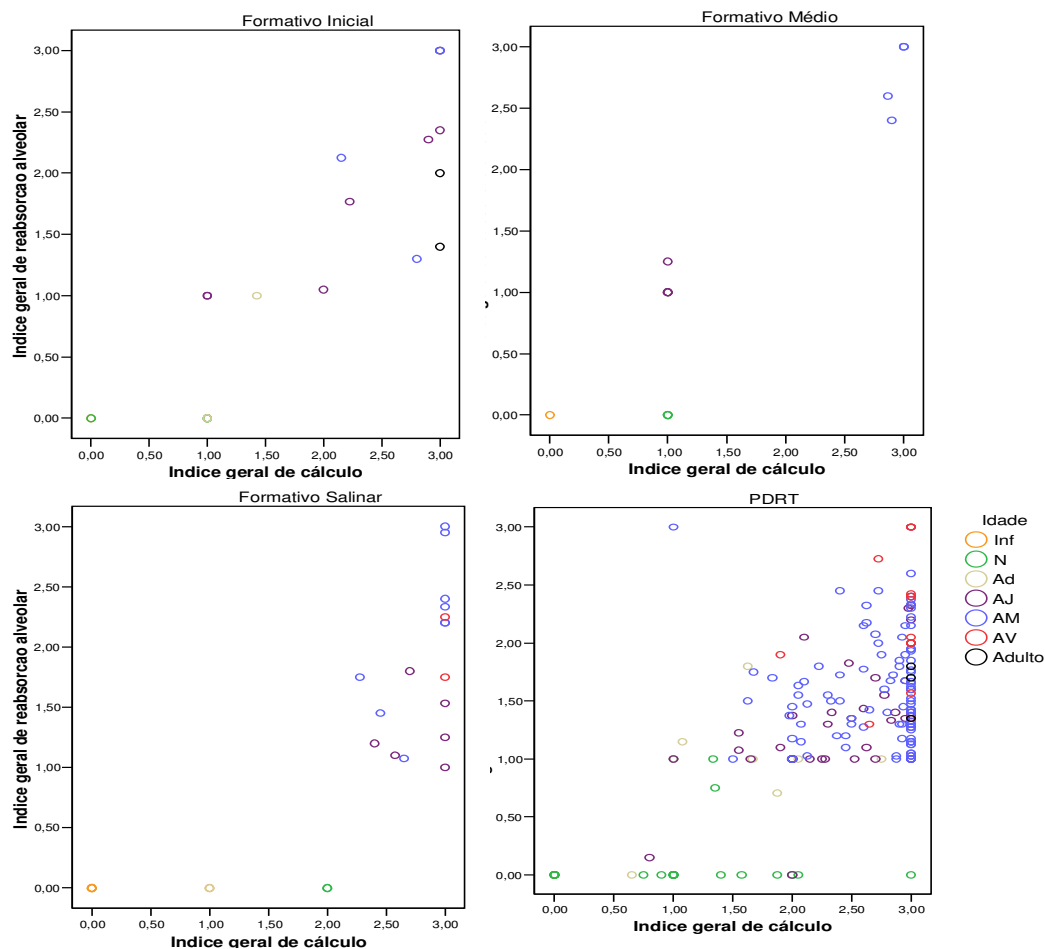 Formativo Inicial
Indice geral de reabsorcao alveolar
3,00
2,50
2,00
1,50
1,00
0,50
0,00
0,00 0,50 1,00 1,50 2,00 2,50 3,00
Indice geral de cálculo
Formativo Médio
3,00
2,50
2,00
1,50
1,00
0,50
0,00
0,00 0,50 1,00 1,50 2,00 2,50 3,00
Indice geral de cálculo
Formativo Salinar
Indice geral de reabsorcao alveolar
3,00
2,50
2,00
1,50
1,00
0,50
0,00
0,00 0,50 1,00 1,50 2,00 2,50 3,00
Indice geral de cálculo
PDRT
3,00
2,50
2,00
1,50
1,00
0,50
0,00
0,00 0,50 1,00 1,50 2,00 2,50 3,00
Indice geral de cálculo
Idade
Inf
N
Ad
AJ
AM
AV
Adulto